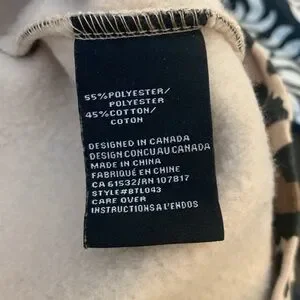 55%POLYESTER/
POLYESTER
45%COTTON/
COTON
DESIGNED IN CANADA
DESIGN CONCU AU CANADA
MADE IN CHINA
FABRIQUÉ EN CHINE
CA 61532/RN 107817
STYLE#BTL043
CARE OVER
INSTRUCTIONS A L'ENDOS